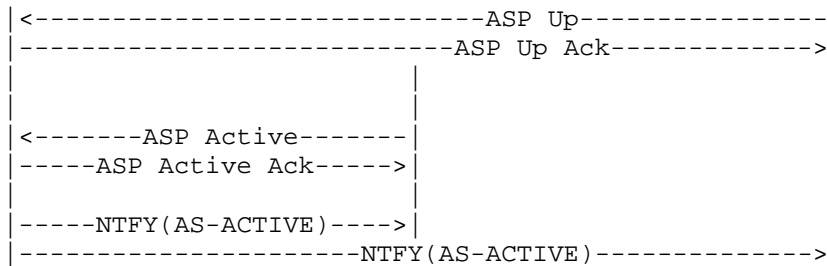 |<-----------------------------ASP Up----------------
|----------------------------ASP Up Ack------------->
|                         |
|                         |
|<-------ASP Active-------|
|-----ASP Active Ack----->|
|                         |
|-----NTFY(AS-ACTIVE)---->|
|----------------------NTFY(AS-ACTIVE)-------------->